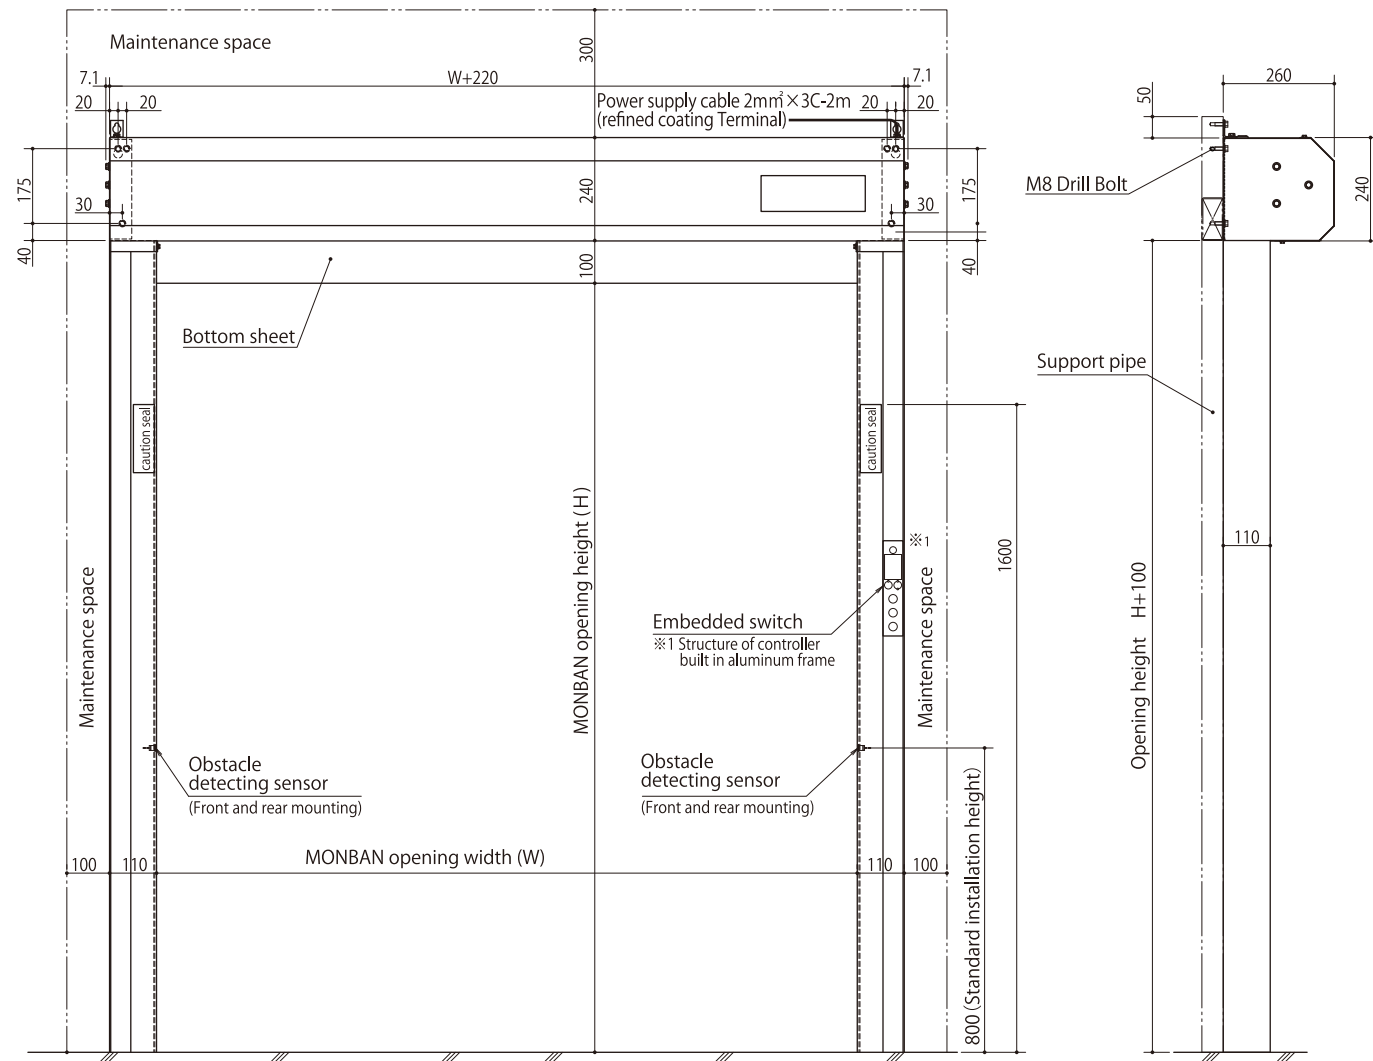 Maintenance space
300
7.1
W+220
7.1
20
20
Power supply cable 2mm²×3C-2m
(refined coating Terminal)
20
20
175
30
240
30
175
40
100
40
Bottom sheet
caution seal
caution seal
MONBAN opening height (H)
※1
1600
Embedded switch
※1 Structure of controller
built in aluminum frame
Maintenance space
Maintenance space
Obstacle
detecting sensor
(Front and rear mounting)
Obstacle
detecting sensor
(Front and rear mounting)
800 (Standard installation height)
100
110
MONBAN opening width (W)
110
100
260
50
M8 Drill Bolt
240
Support pipe
110
Opening height H+100